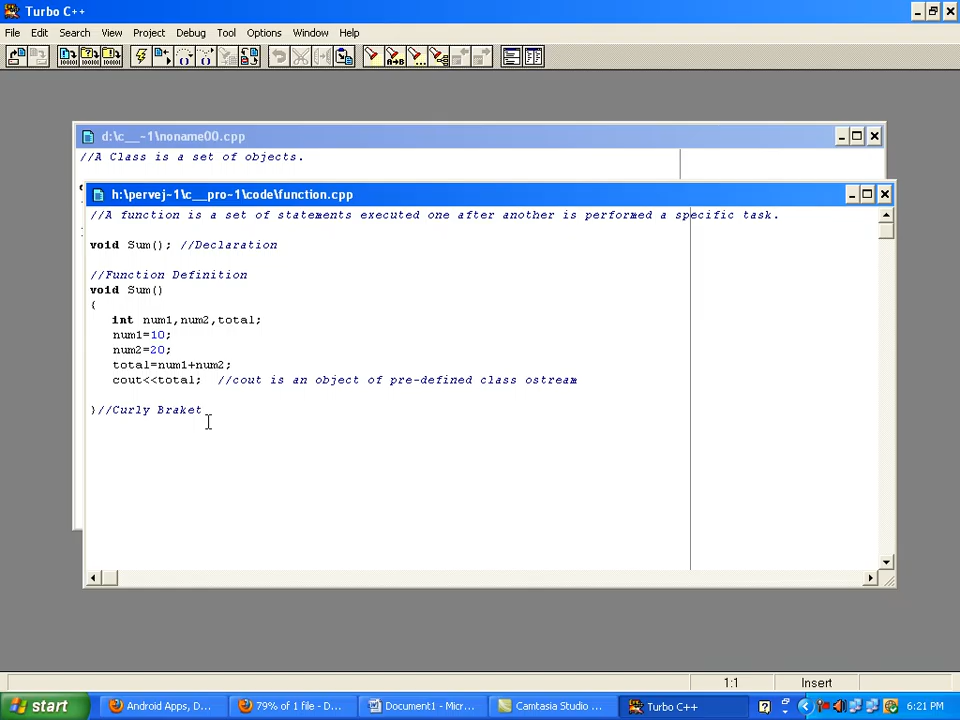 Turbo C++
File Edit Search View Project Debug Tool Options Window Help
d:\c__~1\noname00.cpp
//A Class is a set of objects.
h:\pervej~1\c__pro~1\code\function.cpp
//A function is a set of statements executed one after another is performed a specific task.
void Sum(); //Declaration
//Function Definition
void Sum()
{
int num1,num2,total;
num1=10;
num2=20;
total=num1+num2;
cout<<total; //cout is an object of pre-defined class ostream
}//Curly Braket
1:1 Insert
start Android Apps, D... 79% of 1 file - D... Document1 - Micr... Camtasia Studio ... Turbo C++ 6:21 PM